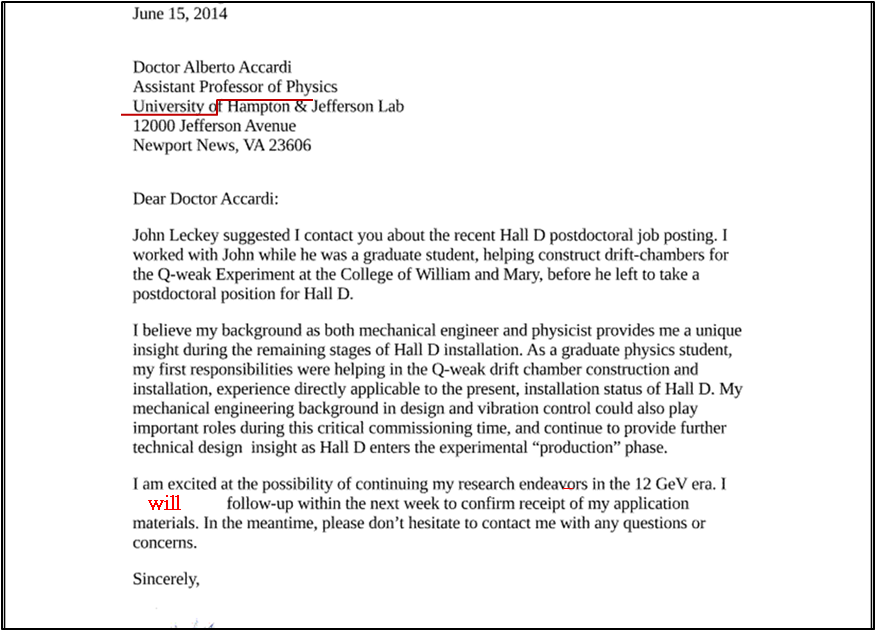 June 15, 2014
Doctor Alberto Accardi
Assistant Professor of Physics
University of Hampton & Jefferson Lab
12000 Jefferson Avenue
Newport News, VA 23606
Dear Doctor Accardi:
John Leckey suggested I contact you about the recent Hall D postdoctoral job posting. I
worked with John while he was a graduate student, helping construct drift-chambers for
the Q-weak Experiment at the College of William and Mary, before he left to take a
postdoctoral position for Hall D.
I believe my background as both mechanical engineer and physicist provides me a unique
insight during the remaining stages of Hall D installation. As a graduate physics student,
my first responsibilities were helping in the Q-weak drift chamber construction and
installation, experience directly applicable to the present, installation status of Hall D. My
mechanical engineering background in design and vibration control could also play
important roles during this critical commissioning time, and continue to provide further
technical design insight as Hall D enters the experimental “production” phase.
I am excited at the possibility of continuing my research endeavors in the 12 GeV era. I
will follow-up within the next week to confirm receipt of my application
materials. In the meantime, please don’t hesitate to contact me with any questions or
concerns.
Sincerely,